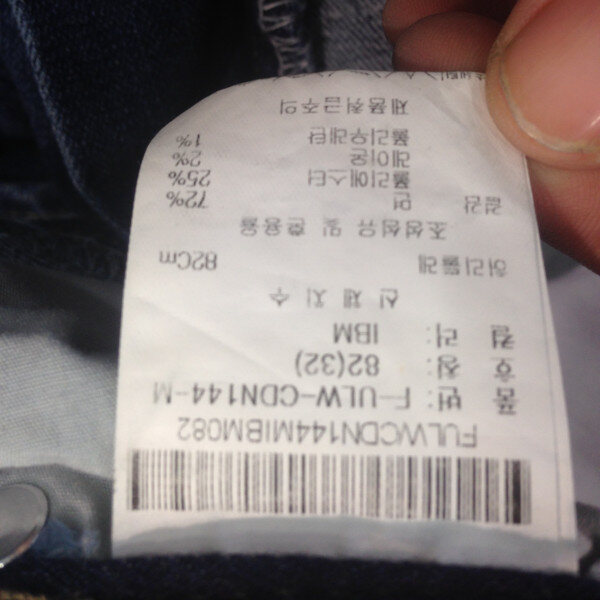 FULWCDN144MIBM082
품 번: F-ULW-CDN144-M
호 칭: 82(32)
컬 러: IBM
신 체 치 수
허리둘레 82Cm
조성섬유 및 혼용율
겉감 면 72%
폴리에스터 25%
레이온 2%
폴리우레탄 1%
제품취급주의